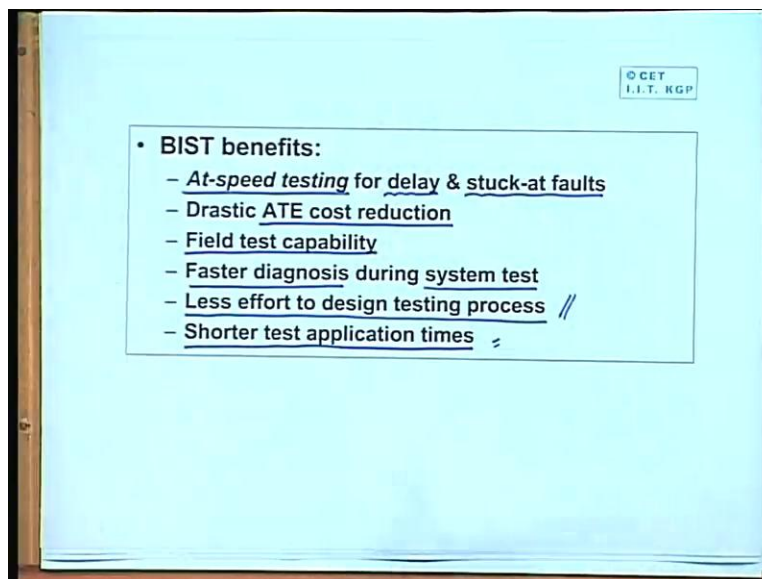 © CET
I.I.T. KGP
• BIST benefits:
– At-speed testing for delay & stuck-at faults
– Drastic ATE cost reduction
– Field test capability
– Faster diagnosis during system test
– Less effort to design testing process
– Shorter test application times